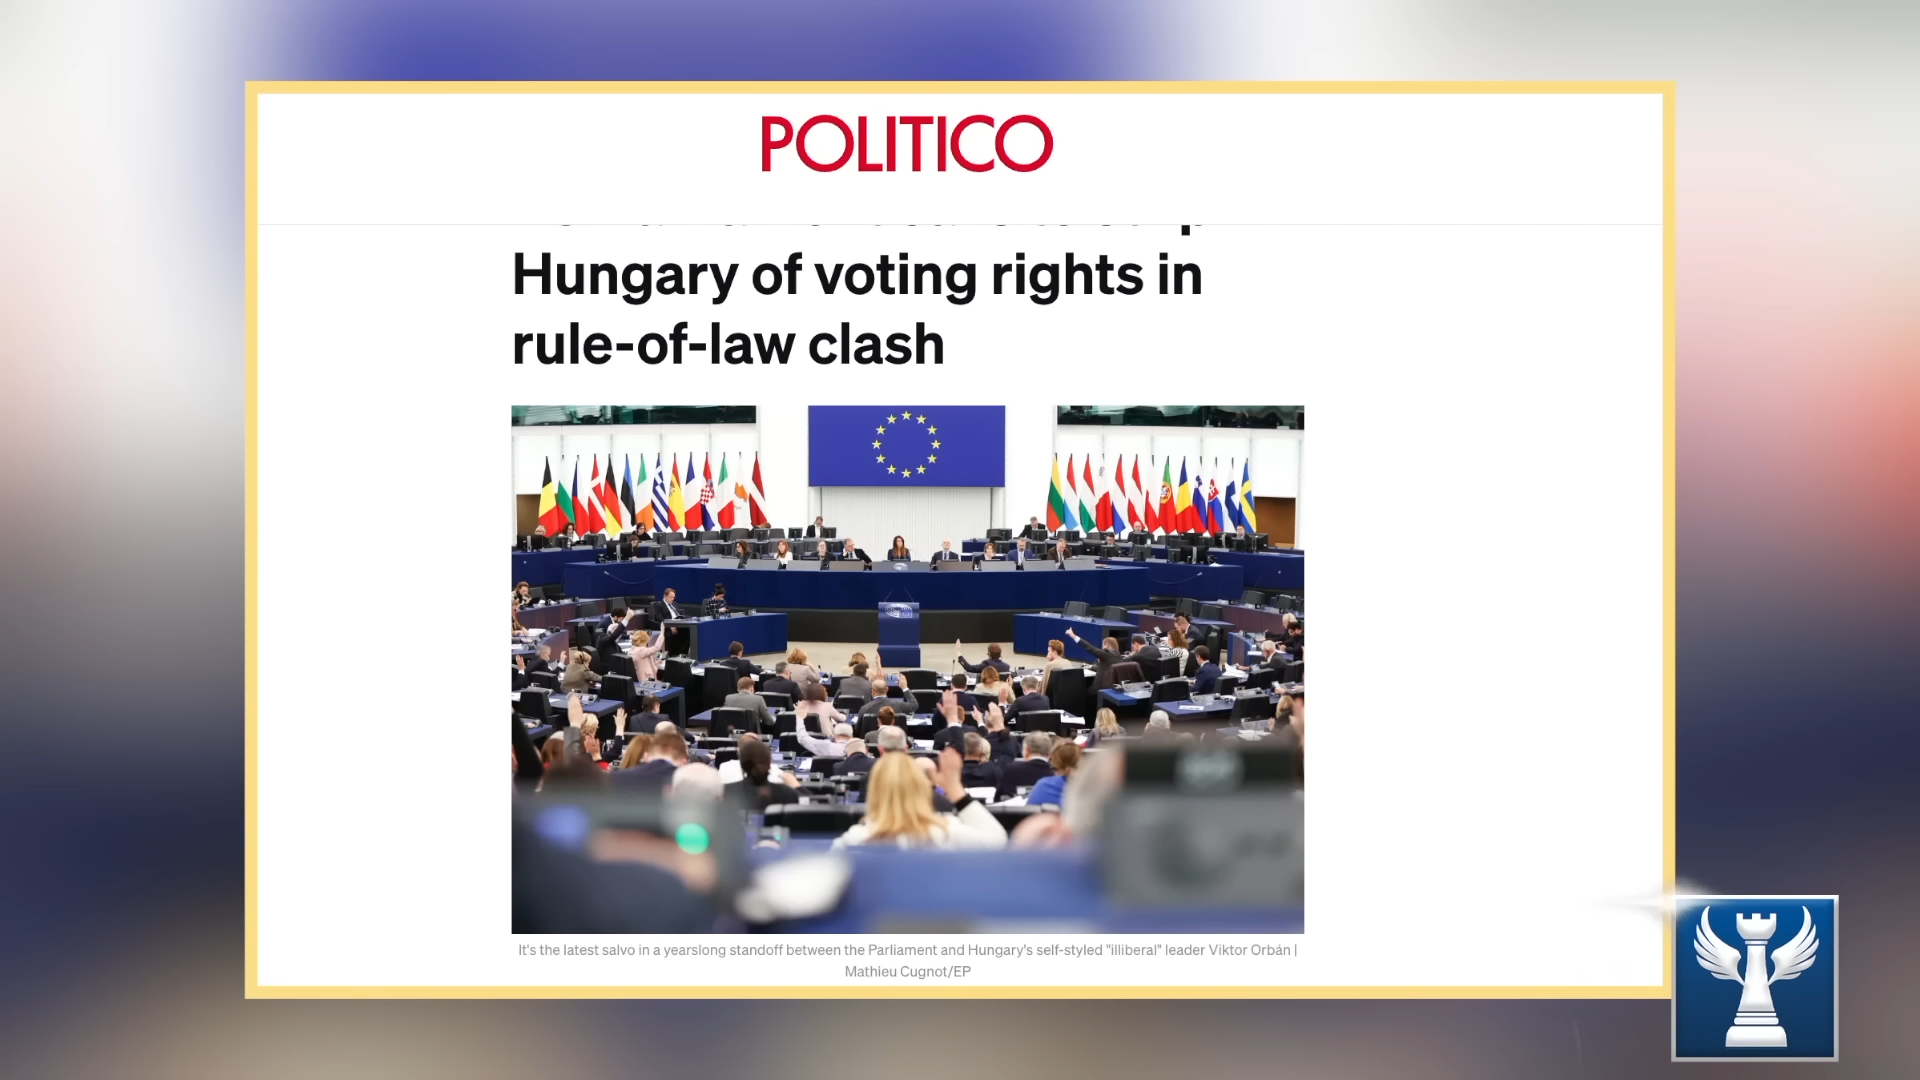 POLITICO
Hungary of voting rights in
rule-of-law clash
It's the latest salvo in a yearslong standoff between the Parliament and Hungary's self-styled "illiberal" leader Viktor Orbán |
Mathieu Cugnot/EP